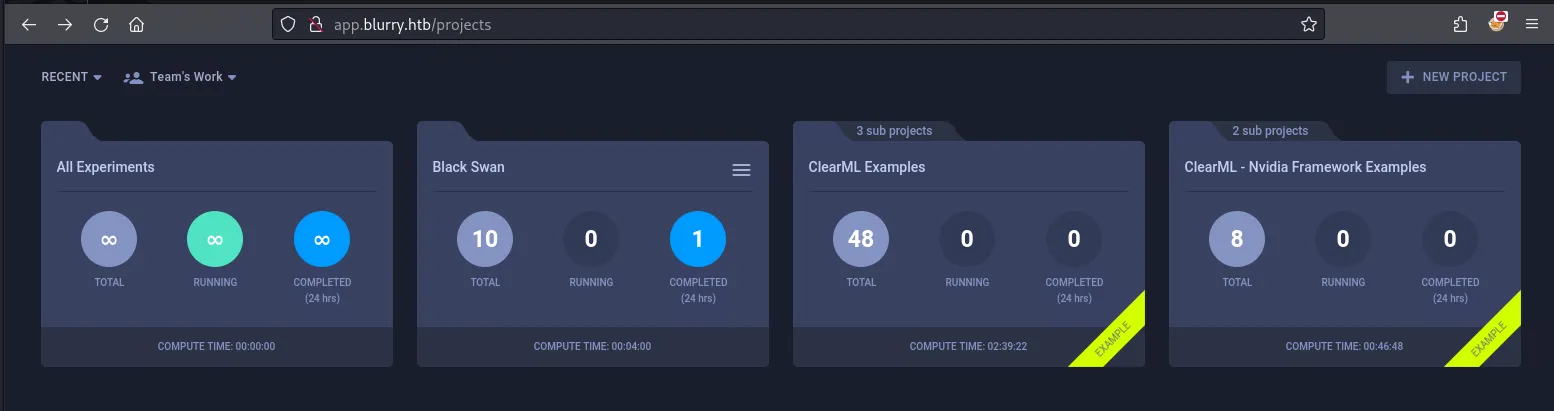 app.blurry.htb/projects
RECENT Team's Work + NEW PROJECT
3 sub projects 2 sub projects
All Experiments Black Swan ClearML Examples ClearML - Nvidia Framework Examples
∞ ∞ ∞ 10 0 1 48 0 0 8 0 0
TOTAL RUNNING COMPLETED TOTAL RUNNING COMPLETED TOTAL RUNNING COMPLETED TOTAL RUNNING COMPLETED
(24 hrs) (24 hrs) (24 hrs) (24 hrs)
EXAMPLE EXAMPLE
COMPUTE TIME: 00:00:00 COMPUTE TIME: 00:04:00 COMPUTE TIME: 02:39:22 COMPUTE TIME: 00:46:48